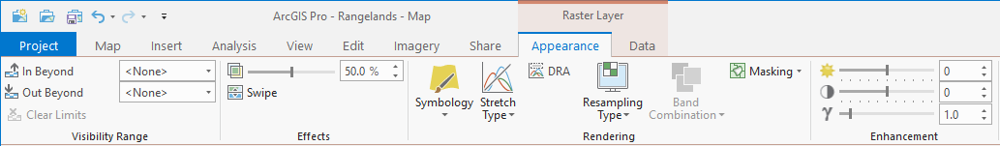 ArcGIS Pro - Rangelands - Map
Raster Layer
Project Map Insert Analysis View Edit Imagery Share Appearance Data
In Beyond <None>
Out Beyond <None>
Clear Limits
Visibility Range
50.0 %
Swipe
Effects
Symbology
Stretch
Type
DRA
Resampling
Type
Band
Combination
Masking
Rendering
0
0
γ 1.0
Enhancement